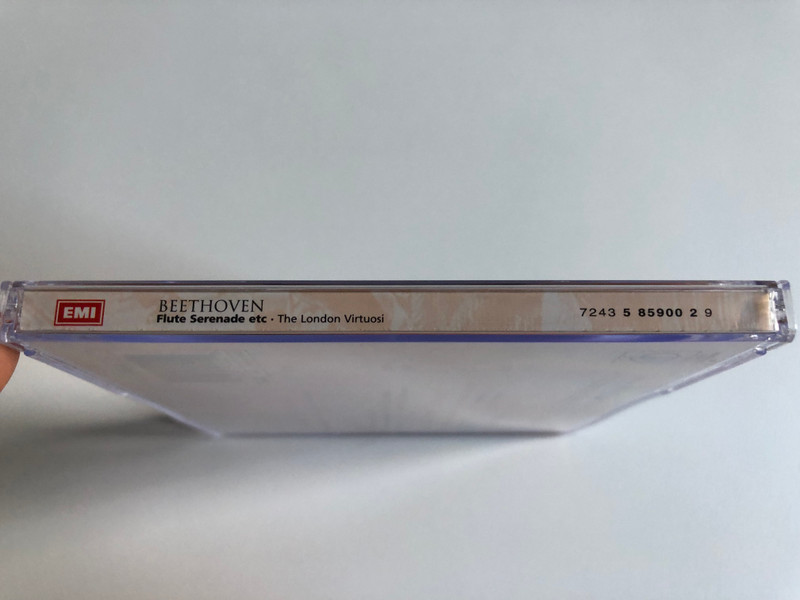 EMI
BEETHOVEN
Flute Serenade etc · The London Virtuosi
7243 5 85900 2 9